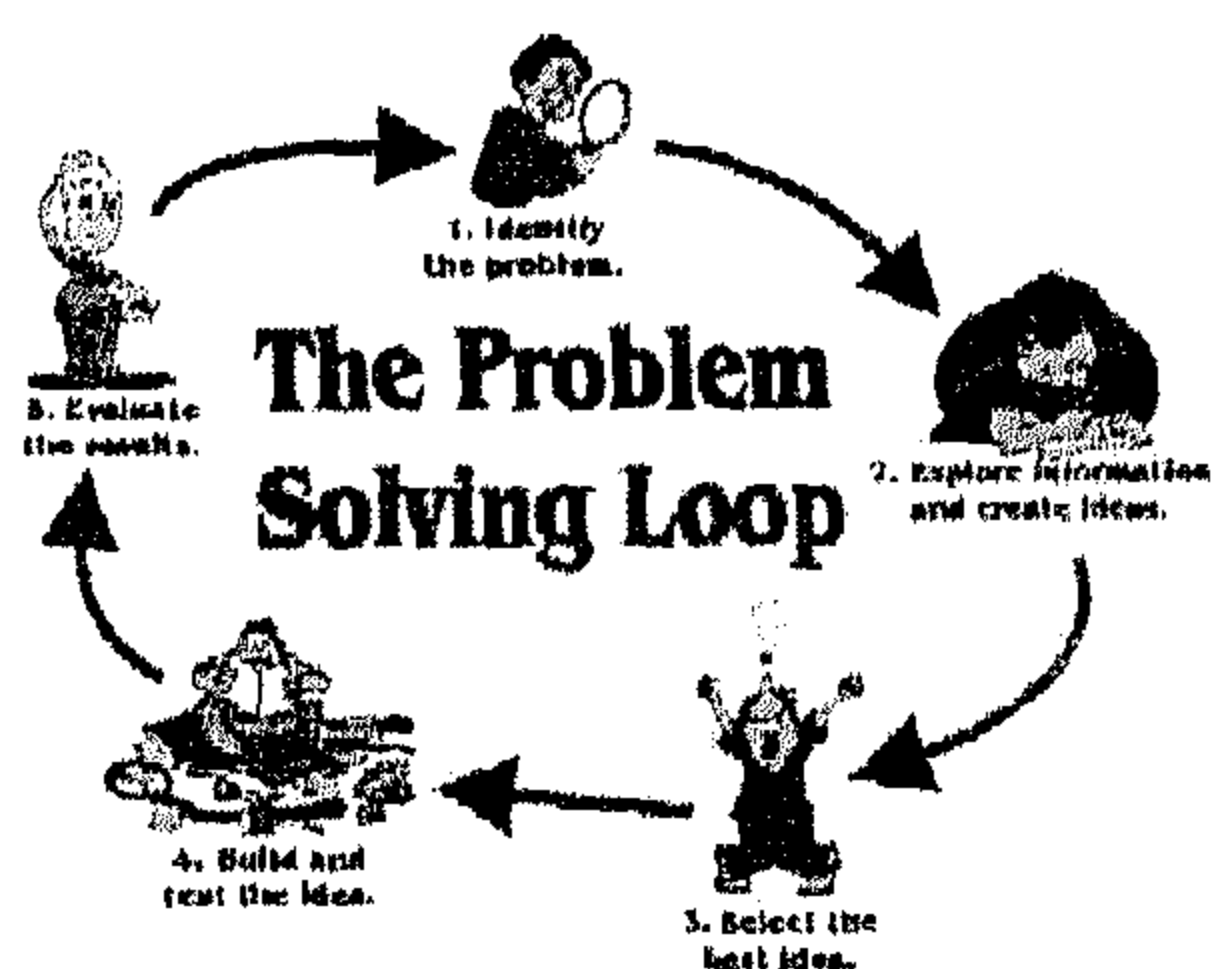 The Problem
Solving Loop
1. Identify
the problem.
2. Explore information
and create ideas.
3. Select the
best idea.
4. Build and
test the idea.
5. Evaluate
the results.